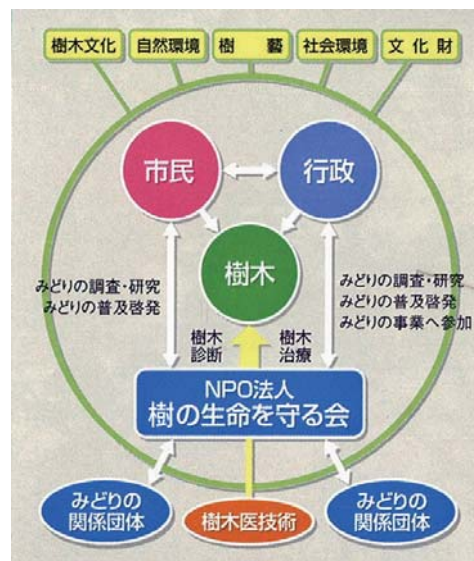 樹木文化
自然環境
樹 藝
社会環境
文 化 財
市民
行政
樹木
みどりの調査・研究
みどりの普及啓発
みどりの調査・研究
みどりの普及啓発
みどりの事業へ参加
樹木
診断
樹木
治療
NPO法人
樹の生命を守る会
みどりの
関係団体
樹木医技術
みどりの
関係団体